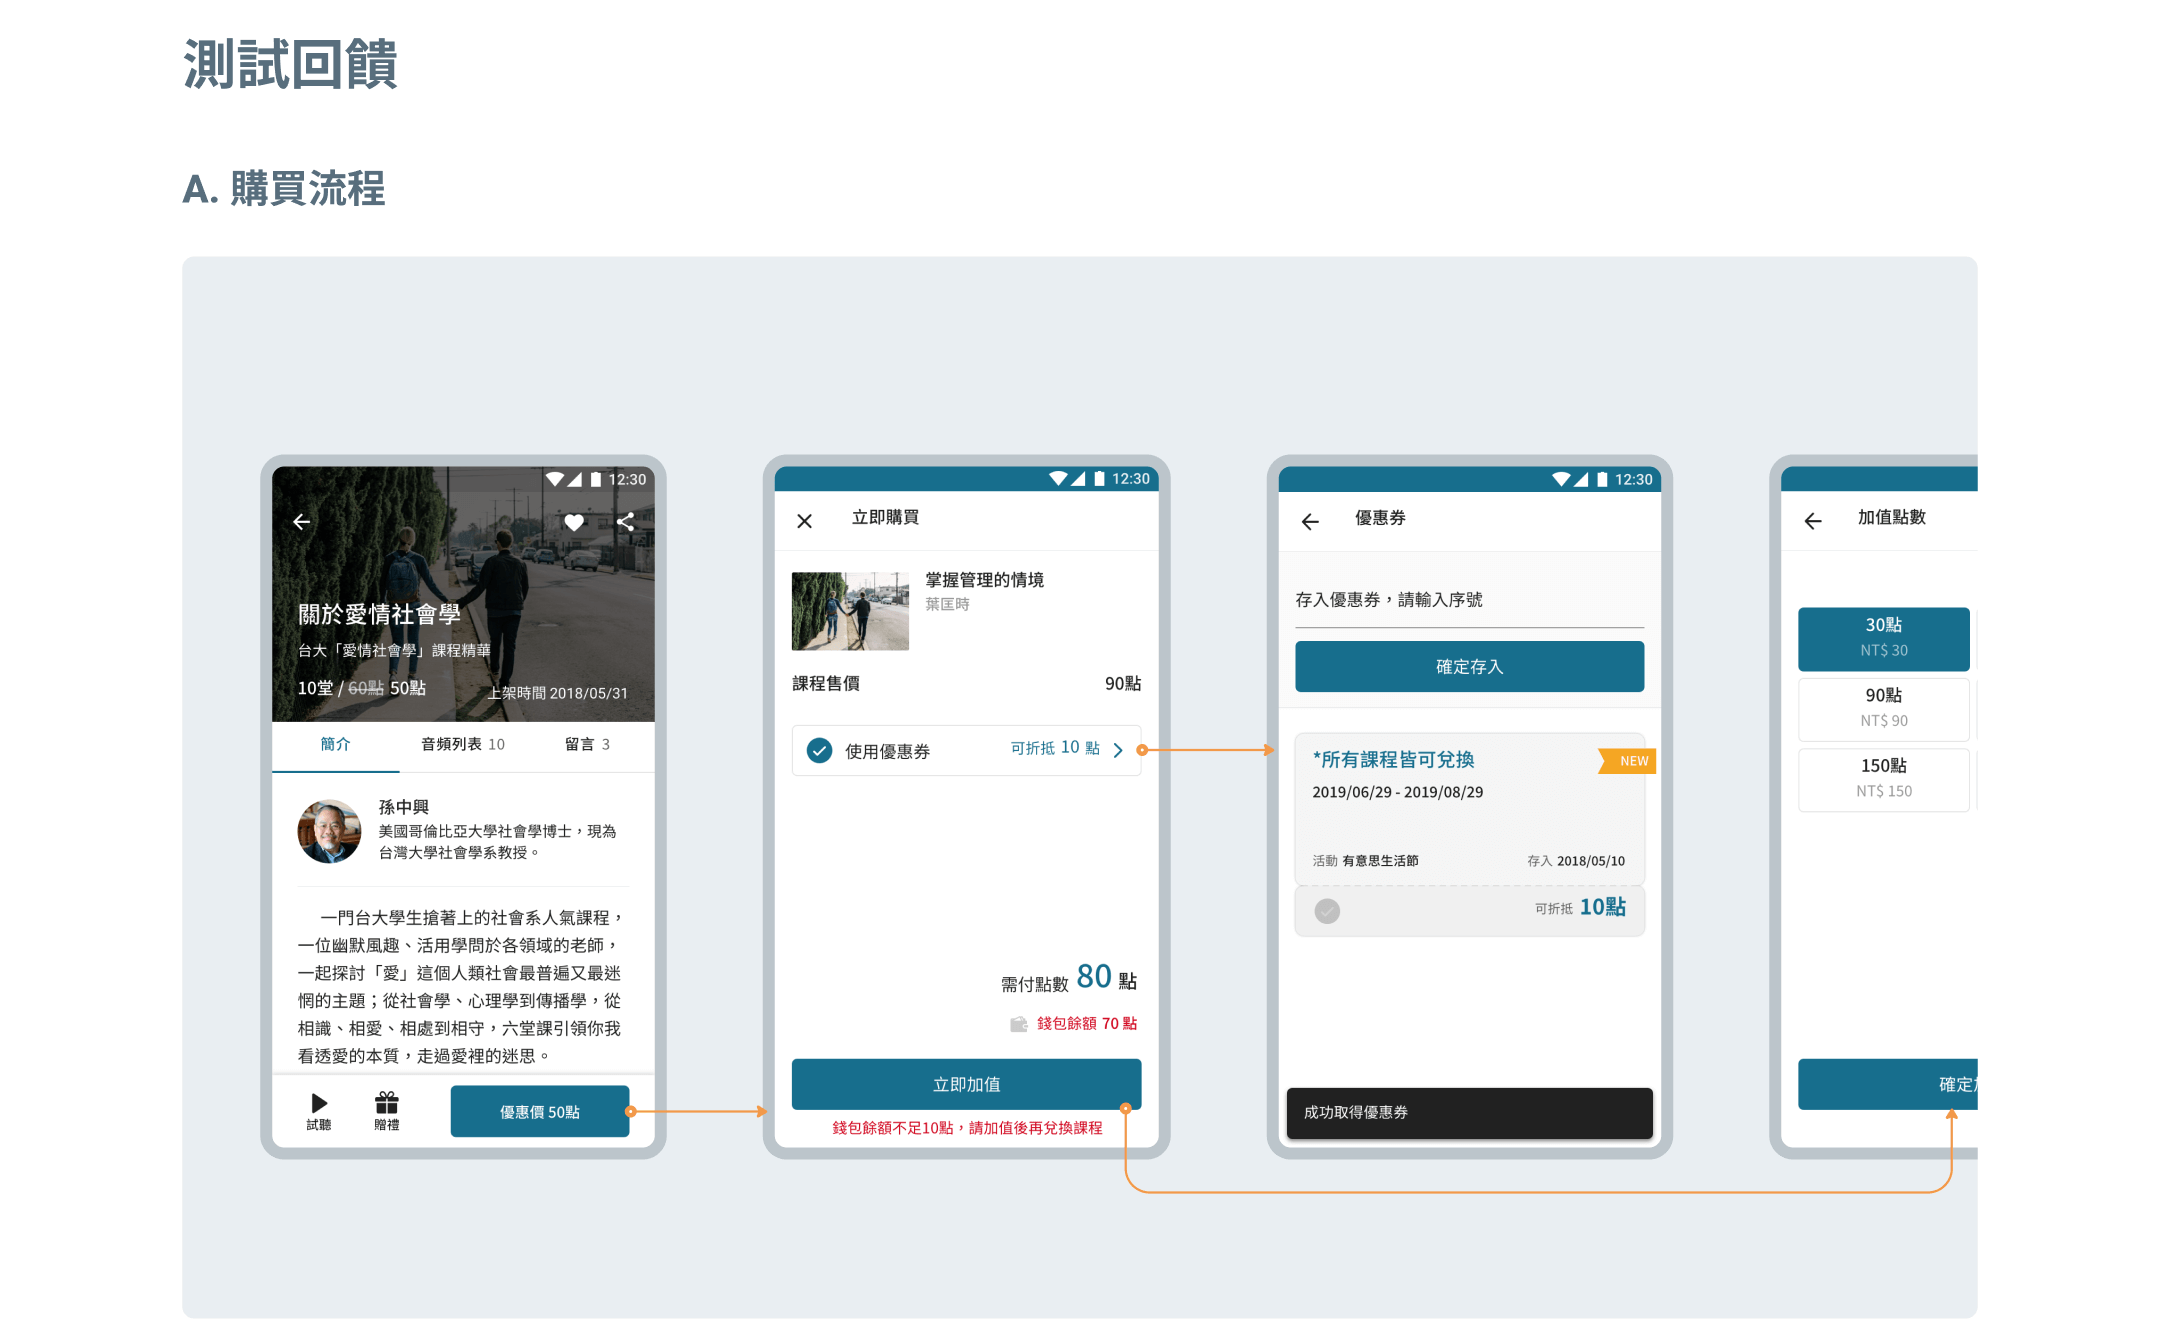 測試回饋
A. 購買流程
12:30
關於愛情社會學
台大「愛情社會學」課程精華
10堂 / 60點 50點
上架時間 2018/05/31
簡介
音頻列表 10
留言 3
孫中興
美國哥倫比亞大學社會學博士，現為
台灣大學社會學系教授。
一門台大學生搶著上的社會系人氣課程，
一位幽默風趣、活用學問於各領域的老師，
一起探討「愛」這個人類社會最普遍又最迷
惘的主題；從社會學、心理學到傳播學，從
相識、相愛、相處到相守，六堂課引領你我
看透愛的本質，走過愛裡的迷思。
試聽
贈禮
優惠價 50點
12:30
立即購買
掌握管理的情境
葉匡時
課程售價
90點
使用優惠券
可折抵 10 點
需付點數 80 點
錢包餘額 70 點
立即加值
錢包餘額不足10點，請加值後再兌換課程
12:30
優惠券
存入優惠券，請輸入序號
確定存入
*所有課程皆可兌換
NEW
2019/06/29 - 2019/08/29
活動 有意思生活節
存入 2018/05/10
可折抵 10點
成功取得優惠券
加值點數
30點
NT$ 30
90點
NT$ 90
150點
NT$ 150
確定